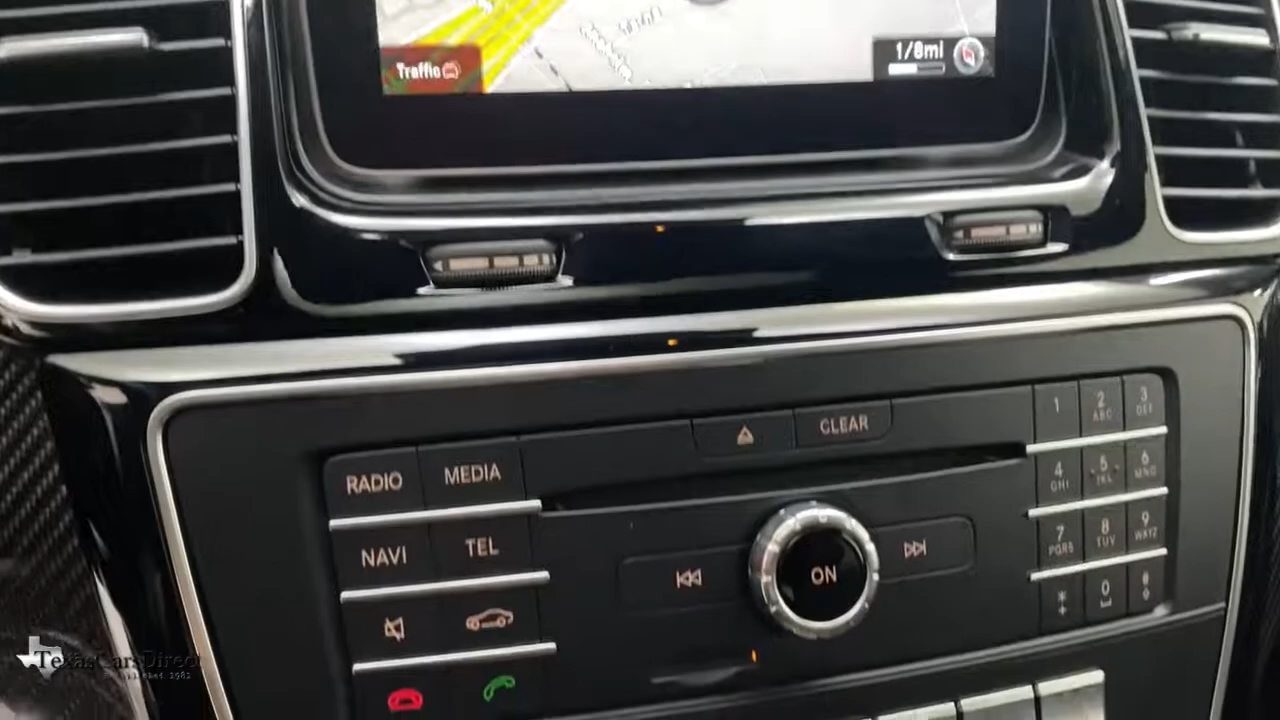 Traffic
1/8mi
CLEAR
1
2
ABC
3
DEF
RADIO
MEDIA
4
GHI
5
JKL
6
MNO
NAVI
TEL
7
PQRS
8
TUV
9
WXYZ
ON
*
+
0
TexasCarsDirect